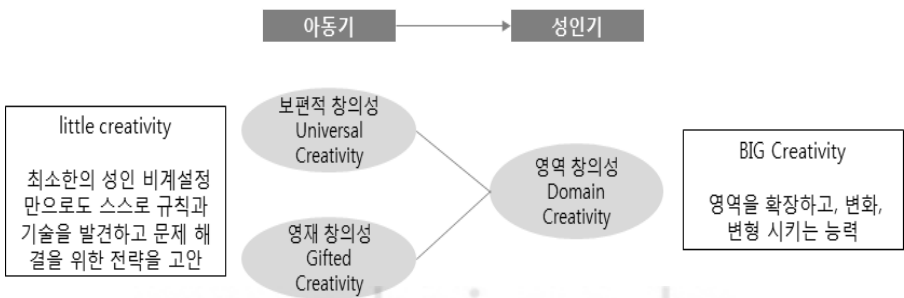 아동기
성인기
little creativity
최소한의 성인 비계설정
만으로도 스스로 규칙과
기술을 발견하고 문제 해
결을 위한 전략을 고안
보편적 창의성
Universal
Creativity
영재 창의성
Gifted
Creativity
영역 창의성
Domain
Creativity
BIG Creativity
영역을 확장하고, 변화,
변형 시키는 능력